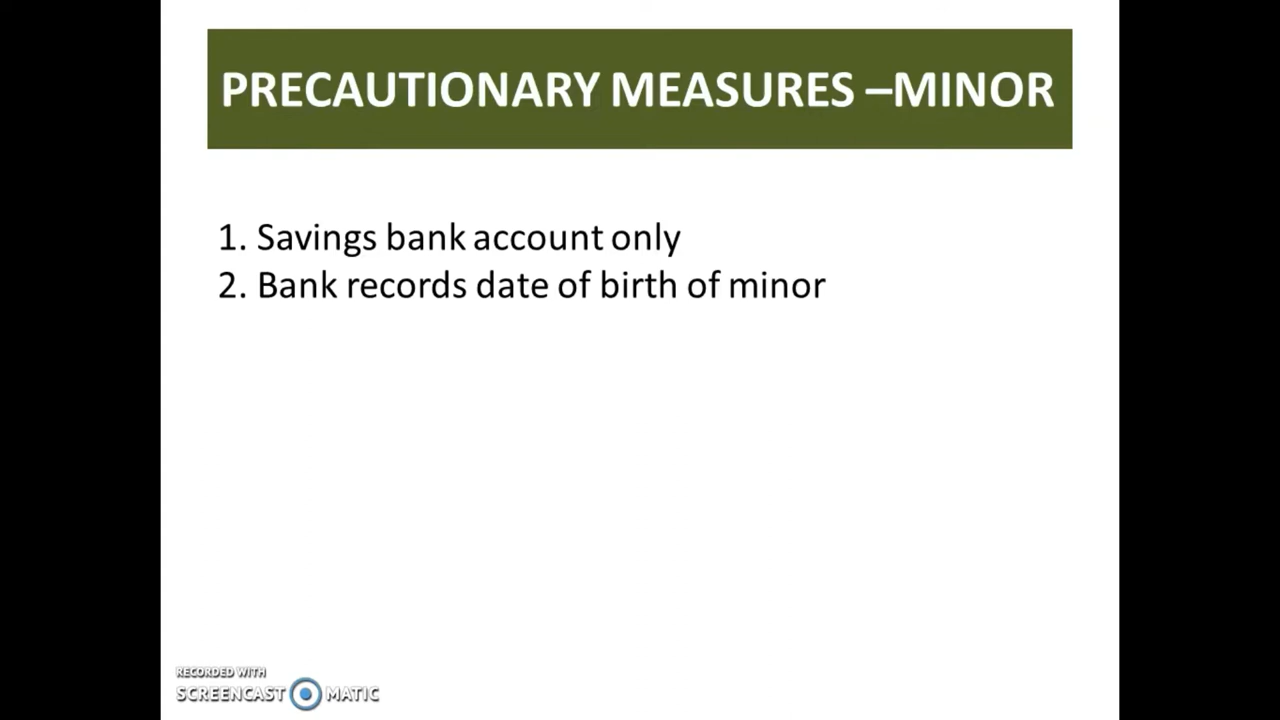 PRECAUTIONARY MEASURES –MINOR
1. Savings bank account only
2. Bank records date of birth of minor
RECORDED WITH
SCREENCAST MATIC